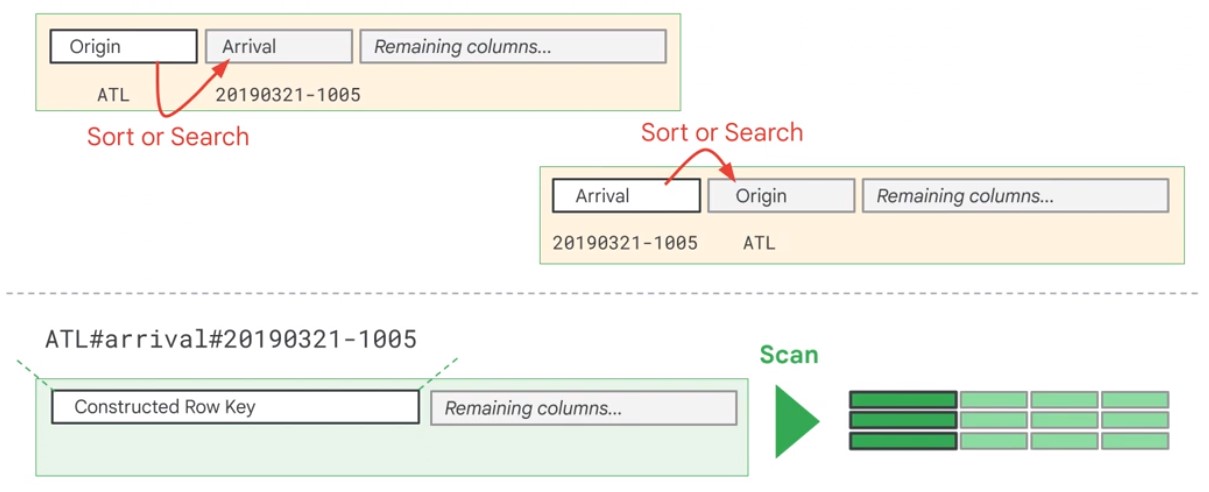 Origin Arrival Remaining columns...
ATL 20190321-1005
Sort or Search
Sort or Search
Arrival Origin Remaining columns...
20190321-1005 ATL
ATL#arrival#20190321-1005
Scan
Constructed Row Key Remaining columns...